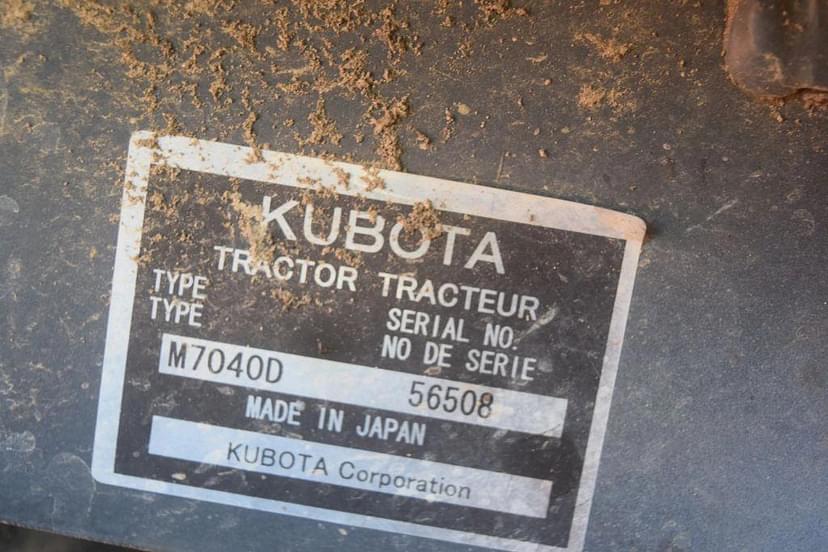 KUBOTA
TRACTOR TRACTEUR
TYPE
TYPE
SERIAL NO.
NO DE SERIE
M7040D 56508
MADE IN JAPAN
KUBOTA Corporation